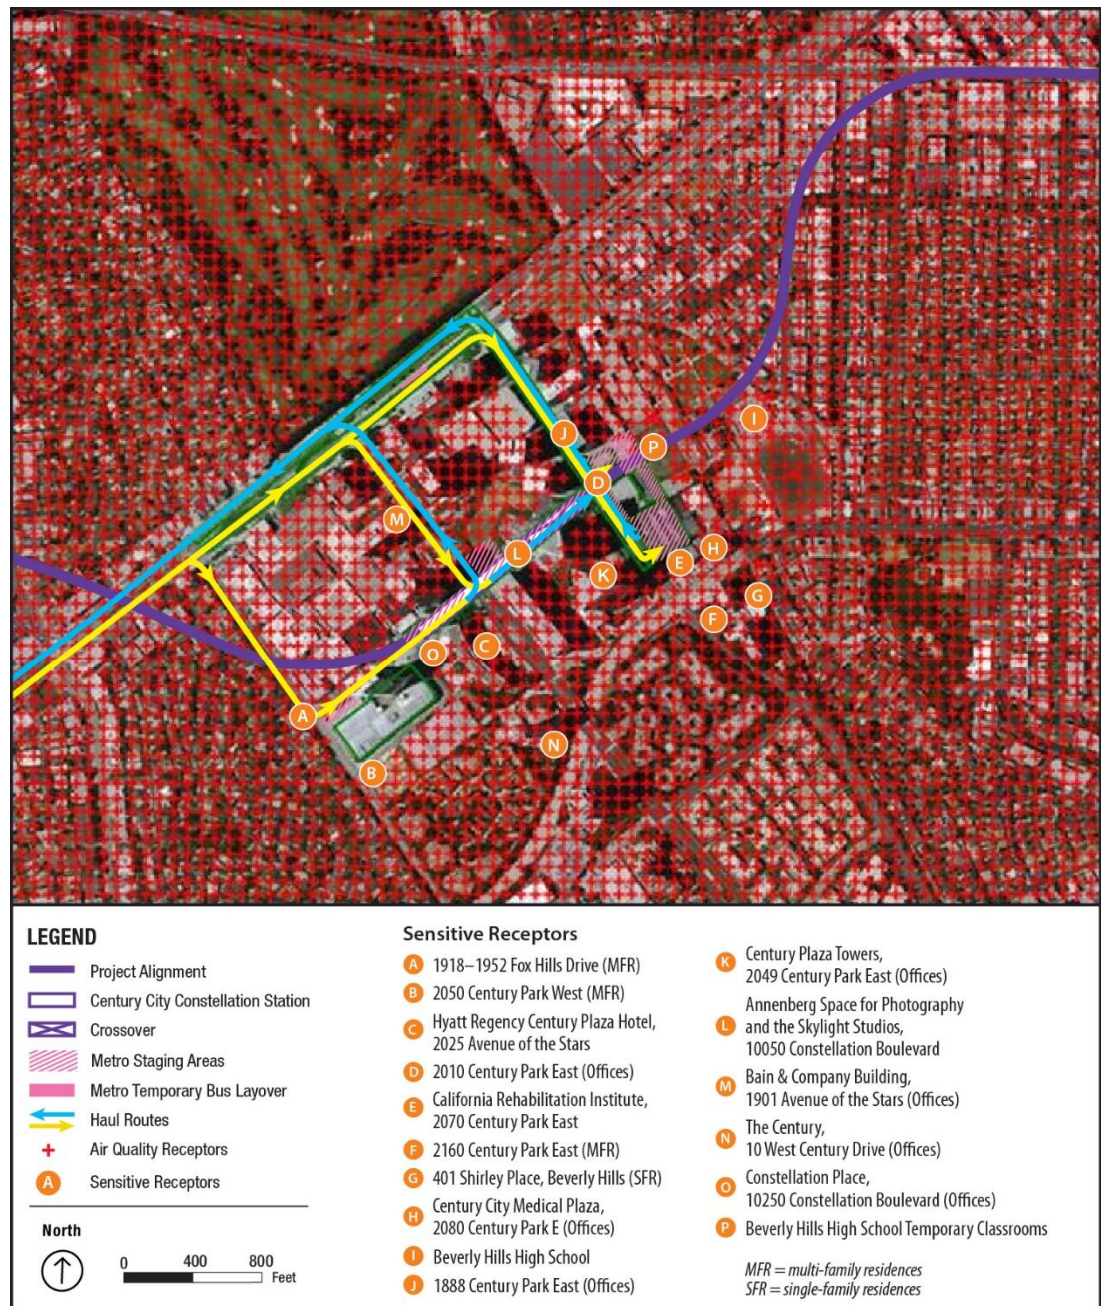 J
P
I
D
M
L
H
K
E
G
F
C
O
A
N
B
LEGEND
Project Alignment
Century City Constellation Station
Crossover
Metro Staging Areas
Metro Temporary Bus Layover
Haul Routes
Air Quality Receptors
A Sensitive Receptors
North
0 400 800
Feet
Sensitive Receptors
A 1918–1952 Fox Hills Drive (MFR)
B 2050 Century Park West (MFR)
C Hyatt Regency Century Plaza Hotel,
2025 Avenue of the Stars
D 2010 Century Park East (Offices)
E California Rehabilitation Institute,
2070 Century Park East
F 2160 Century Park East (MFR)
G 401 Shirley Place, Beverly Hills (SFR)
H Century City Medical Plaza,
2080 Century Park E (Offices)
I Beverly Hills High School
J 1888 Century Park East (Offices)
K Century Plaza Towers,
2049 Century Park East (Offices)
L Annenberg Space for Photography
and the Skylight Studios,
10050 Constellation Boulevard
M Bain & Company Building,
1901 Avenue of the Stars (Offices)
N The Century,
10 West Century Drive (Offices)
O Constellation Place,
10250 Constellation Boulevard (Offices)
P Beverly Hills High School Temporary Classrooms
MFR = multi-family residences
SFR = single-family residences